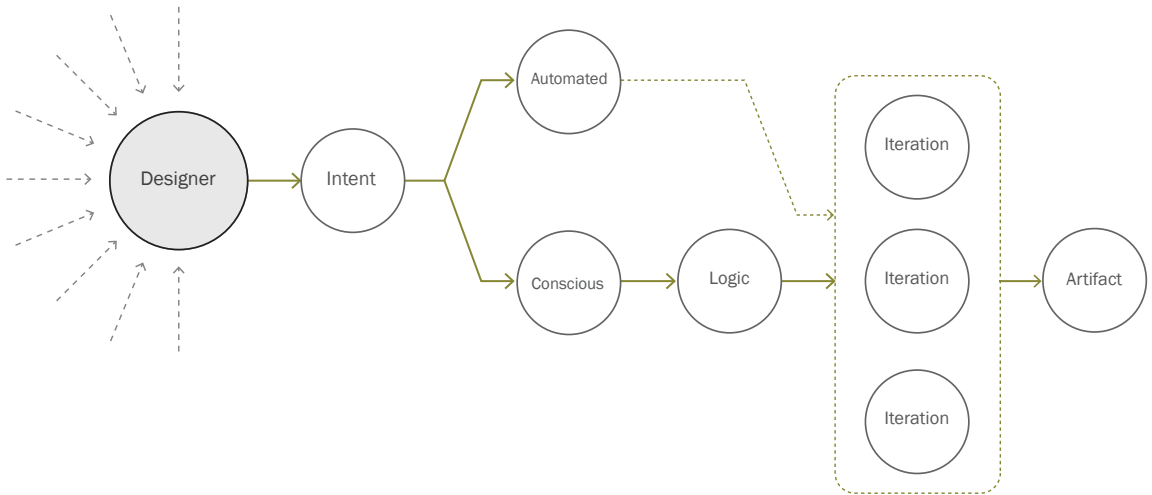 Designer
Intent
Automated
Conscious
Logic
Iteration
Iteration
Iteration
Artifact